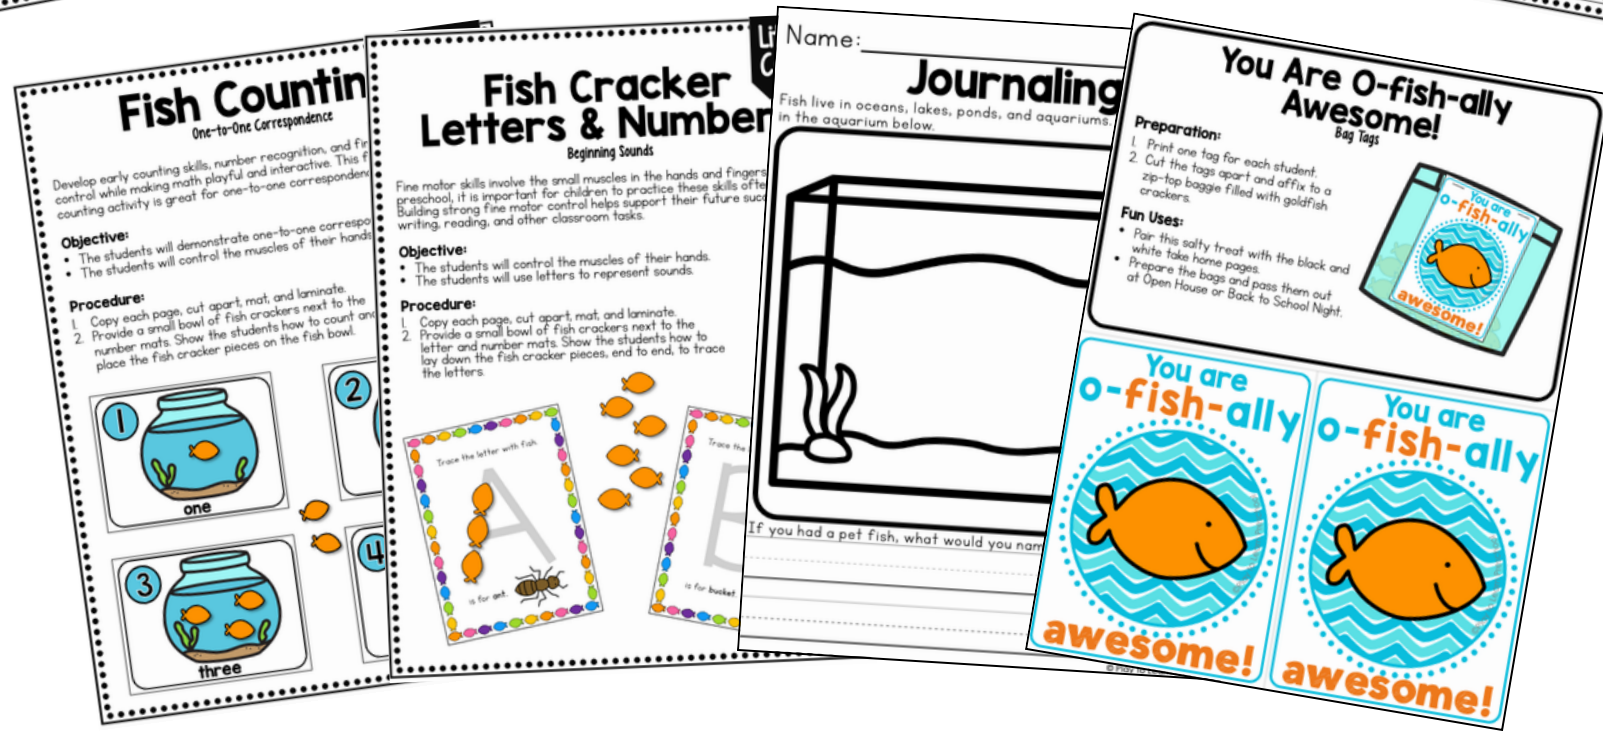 Fish Countin
One-to-One Correspondence
Develop early counting skills, number recognition, and fi
control while making math playful and interactive. This f
counting activity is great for one-to-one corresponden
Objective:
• The students will demonstrate one-to-one correspo
• The students will control the muscles of their hands
Procedure:
1. Copy each page, cut apart, mat, and laminate.
2. Provide a small bowl of fish crackers next to the
number mats. Show the students how to count and
place the fish cracker pieces on the fish bowl.
1
one
2
3
three
4
Fish Cracker
Letters & Number
Beginning Sounds
Fine motor skills involve the small muscles in the hands and fingers
preschool, it is important for children to practice these skills ofte
Building strong fine motor control helps support their future succ
writing, reading, and other classroom tasks.
Objective:
• The students will control the muscles of their hands.
• The students will use letters to represent sounds.
Procedure:
1. Copy each page, cut apart, mat, and laminate.
2. Provide a small bowl of fish crackers next to the
letter and number mats. Show the students how to
lay down the fish cracker pieces, end to end, to trace
the letters.
Trace the letter with fish.
A
is for ant.
Trace the
B
is for bucket
Name:
Journaling
Fish live in oceans, lakes, ponds, and aquariums.
in the aquarium below.
If you had a pet fish, what would you nam
You Are O-fish-ally
Awesome!
Bag Tags
Preparation:
1. Print one tag for each student.
2. Cut the tags apart and affix to a
zip-top baggie filled with goldfish
crackers.
Fun Uses:
• Pair this salty treat with the black and
white take home pages.
• Prepare the bags and pass them out
at Open House or Back to School Night.
You are
o-fish-ally
awesome!
You are
o-fish-ally
awesome!
You are
o-fish-ally
awesome!